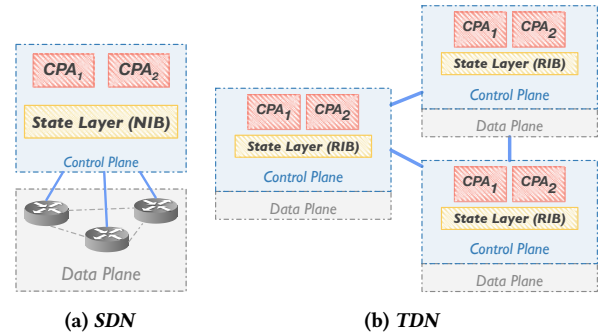 CPA1 CPA2
State Layer (NIB)
Control Plane
Data Plane
(a) SDN
CPA1 CPA2
State Layer (RIB)
Control Plane
Data Plane
CPA1 CPA2
State Layer (RIB)
Control Plane
Data Plane
CPA1 CPA2
State Layer (RIB)
Control Plane
Data Plane
(b) TDN